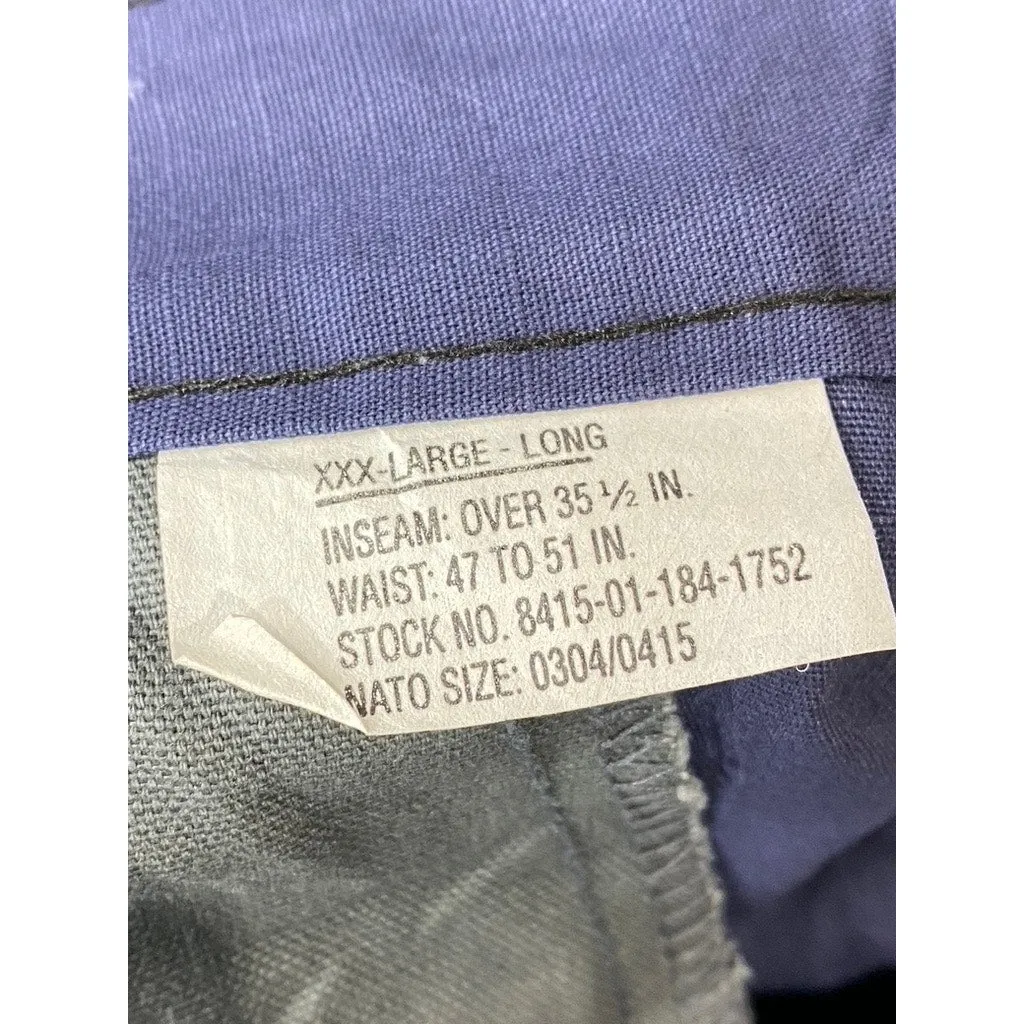 XXX-LARGE - LONG
INSEAM: OVER 35 ½ IN.
WAIST: 47 TO 51 IN.
STOCK NO. 8415-01-184-1752
NATO SIZE: 0304/0415